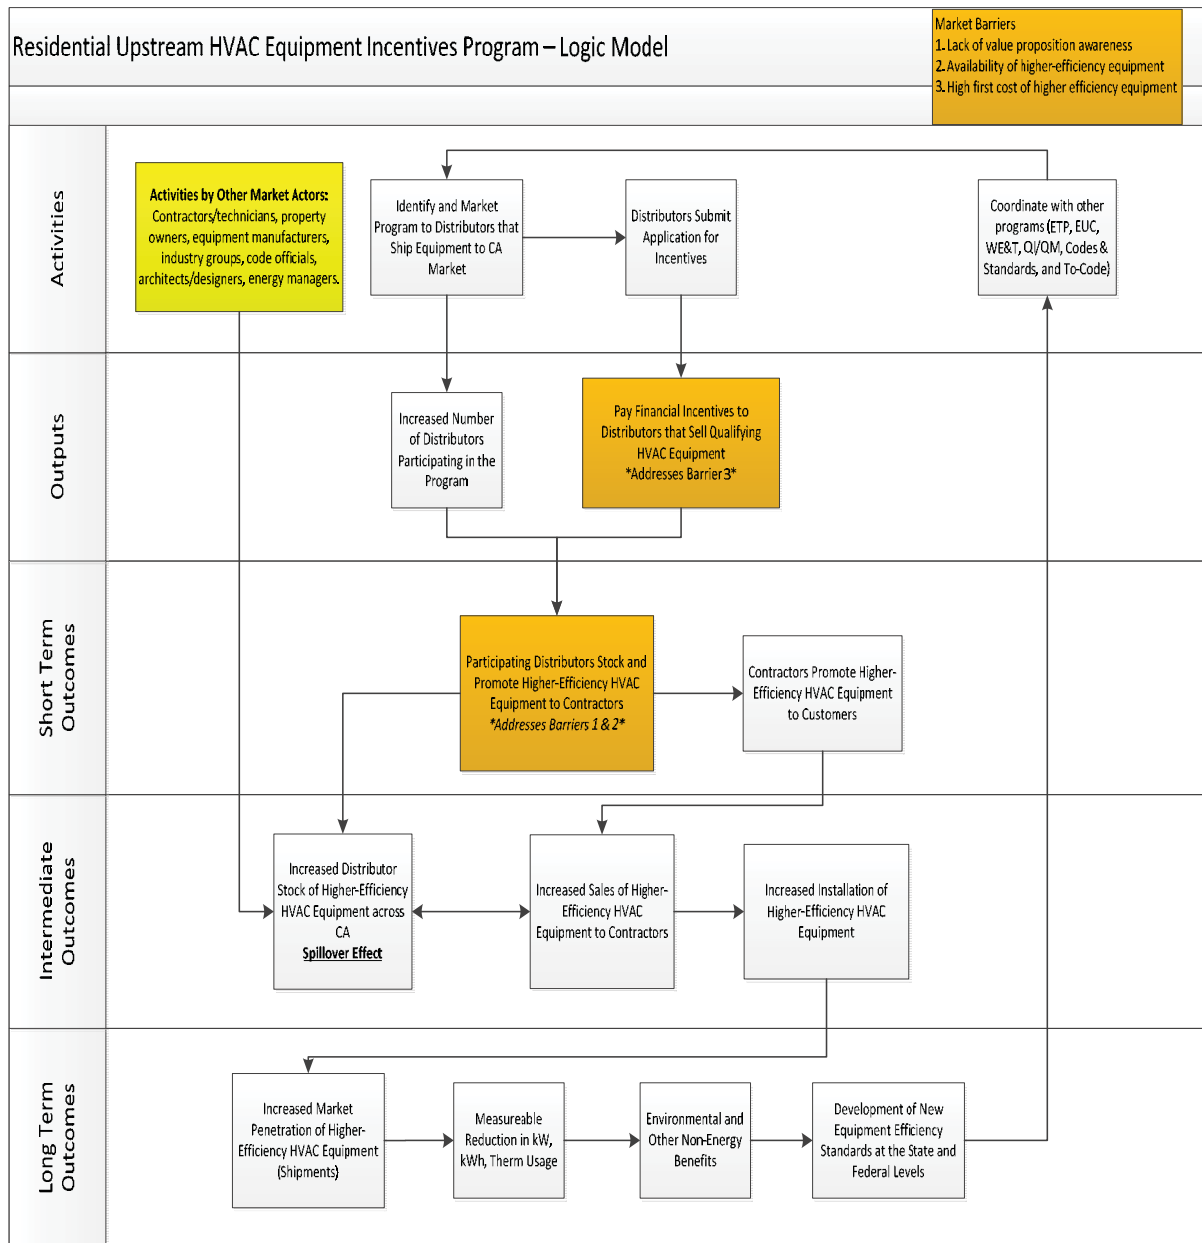 Residential Upstream HVAC Equipment Incentives Program – Logic Model
Market Barriers
1. Lack of value proposition awareness
2. Availability of higher-efficiency equipment
3. High first cost of higher efficiency equipment
Activities
Activities by Other Market Actors:
Contractors/technicians, property
owners, equipment manufacturers,
industry groups, code officials,
architects/designers, energy managers.
Identify and Market
Program to Distributors that
Ship Equipment to CA
Market
Distributors Submit
Application for
Incentives
Coordinate with other
programs (ETP, EUC,
WE&T, QI/QM, Codes &
Standards, and To-Code)
Outputs
Increased Number
of Distributors
Participating in the
Program
Pay Financial Incentives to
Distributors that Sell Qualifying
HVAC Equipment
*Addresses Barrier 3*
Short Term
Outcomes
Participating Distributors Stock and
Promote Higher-Efficiency HVAC
Equipment to Contractors
*Addresses Barriers 1 & 2*
Contractors Promote Higher-
Efficiency HVAC Equipment
to Customers
Intermediate
Outcomes
Increased Distributor
Stock of Higher-Efficiency
HVAC Equipment across
CA
Spillover Effect
Increased Sales of Higher-
Efficiency HVAC
Equipment to Contractors
Increased Installation of
Higher-Efficiency HVAC
Equipment
Long Term
Outcomes
Increased Market
Penetration of Higher-
Efficiency HVAC Equipment
(Shipments)
Measureable
Reduction in kW,
kWh, Therm Usage
Environmental and
Other Non-Energy
Benefits
Development of New
Equipment Efficiency
Standards at the State and
Federal Levels